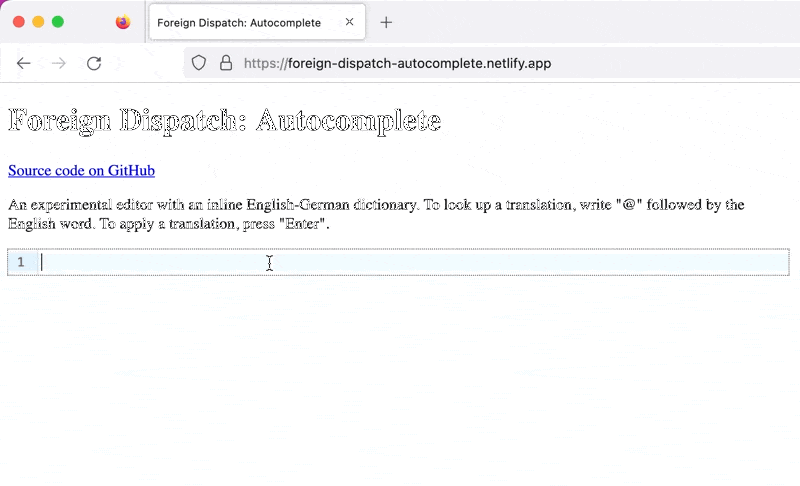 Foreign Dispatch: Autocomplete
https://foreign-dispatch-autocomplete.netlify.app
Foreign Dispatch: Autocomplete
Source code on GitHub
An experimental editor with an inline English-German dictionary. To look up a translation, write "@" followed by the
English word. To apply a translation, press "Enter".
1